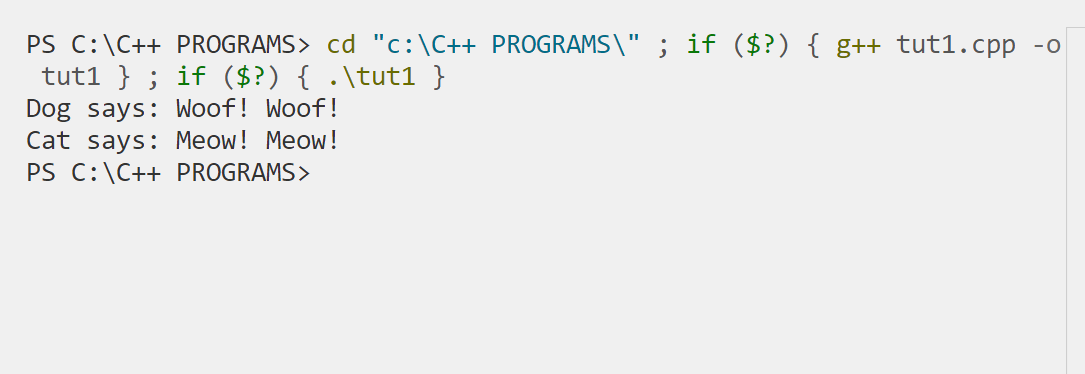 PS C:\C++ PROGRAMS> cd "c:\C++ PROGRAMS\" ; if ($?) { g++ tut1.cpp -o
tut1 } ; if ($?) { .\tut1 }
Dog says: Woof! Woof!
Cat says: Meow! Meow!
PS C:\C++ PROGRAMS>